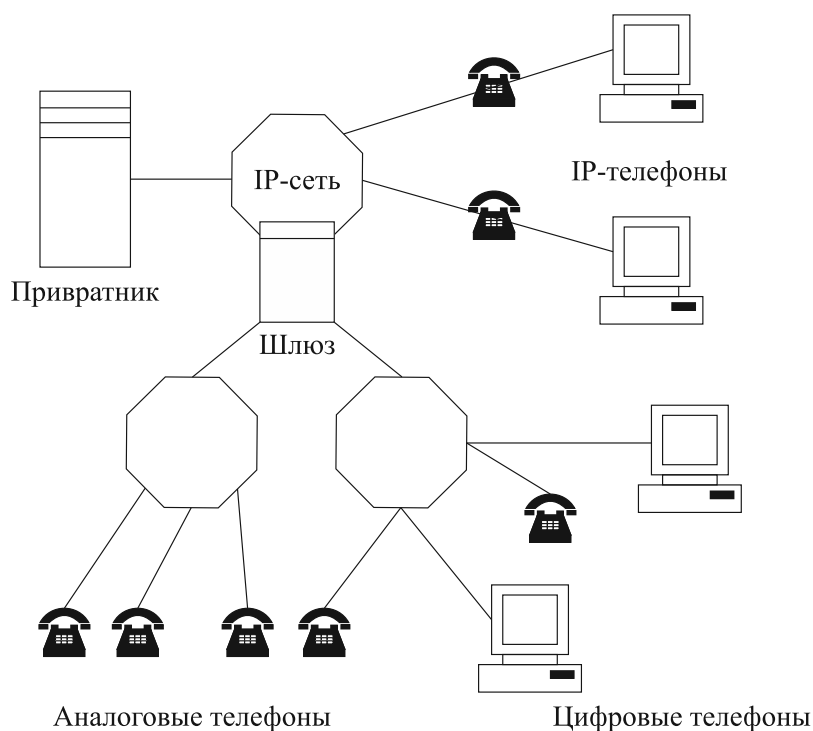 IP-сеть
IP-телефоны
Привратник
Шлюз
Аналоговые телефоны
Цифровые телефоны